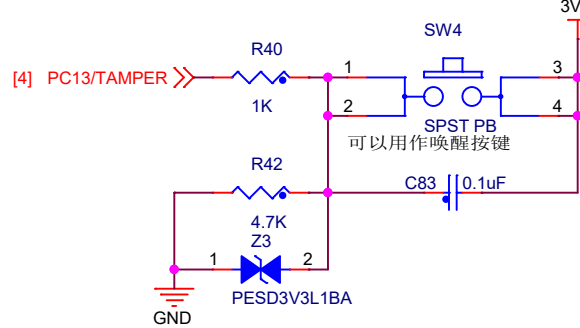 3V
SW4
R40
[4] PC13/TAMPER
1
3
1K
2
4
SPST PB
可以用作唤醒按键
R42
C83
0.1uF
4.7K
Z3
1
2
PESD3V3L1BA
GND